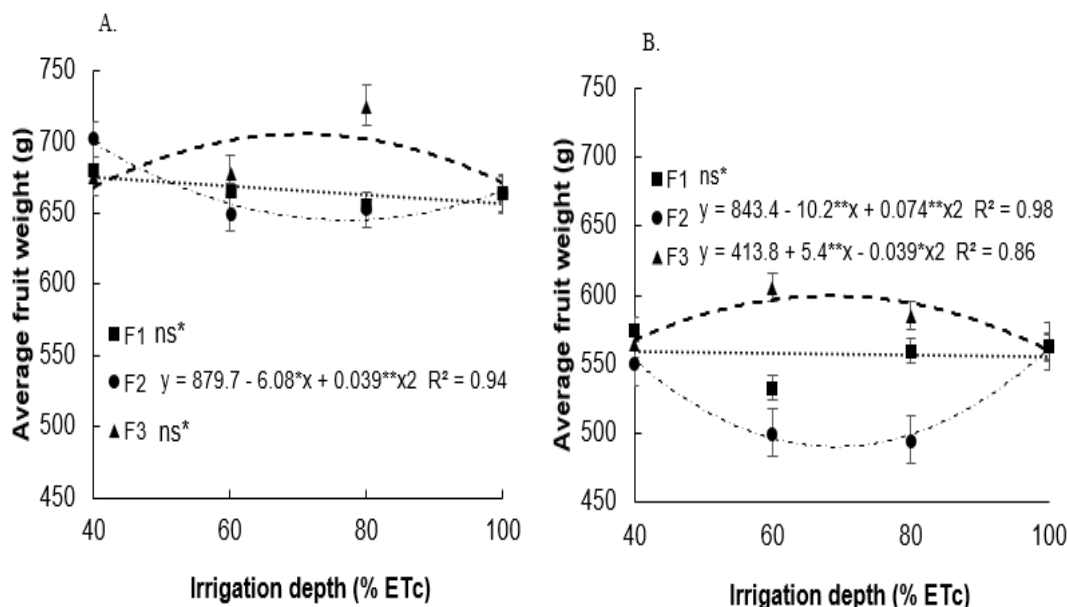 A.
Average fruit weight (g)
750
700
650
600
550
500
450
■ F1 ns*
● F2 y = 879.7 - 6.08*x + 0.039**x2 R² = 0.94
▲ F3 ns*
40 60 80 100
Irrigation depth (% ETc)
B.
Average fruit weight (g)
750
700
650
600
550
500
450
■ F1 ns*
● F2 y = 843.4 - 10.2**x + 0.074**x2 R² = 0.98
▲ F3 y = 413.8 + 5.4**x - 0.039*x2 R² = 0.86
40 60 80 100
Irrigation depth (% ETc)